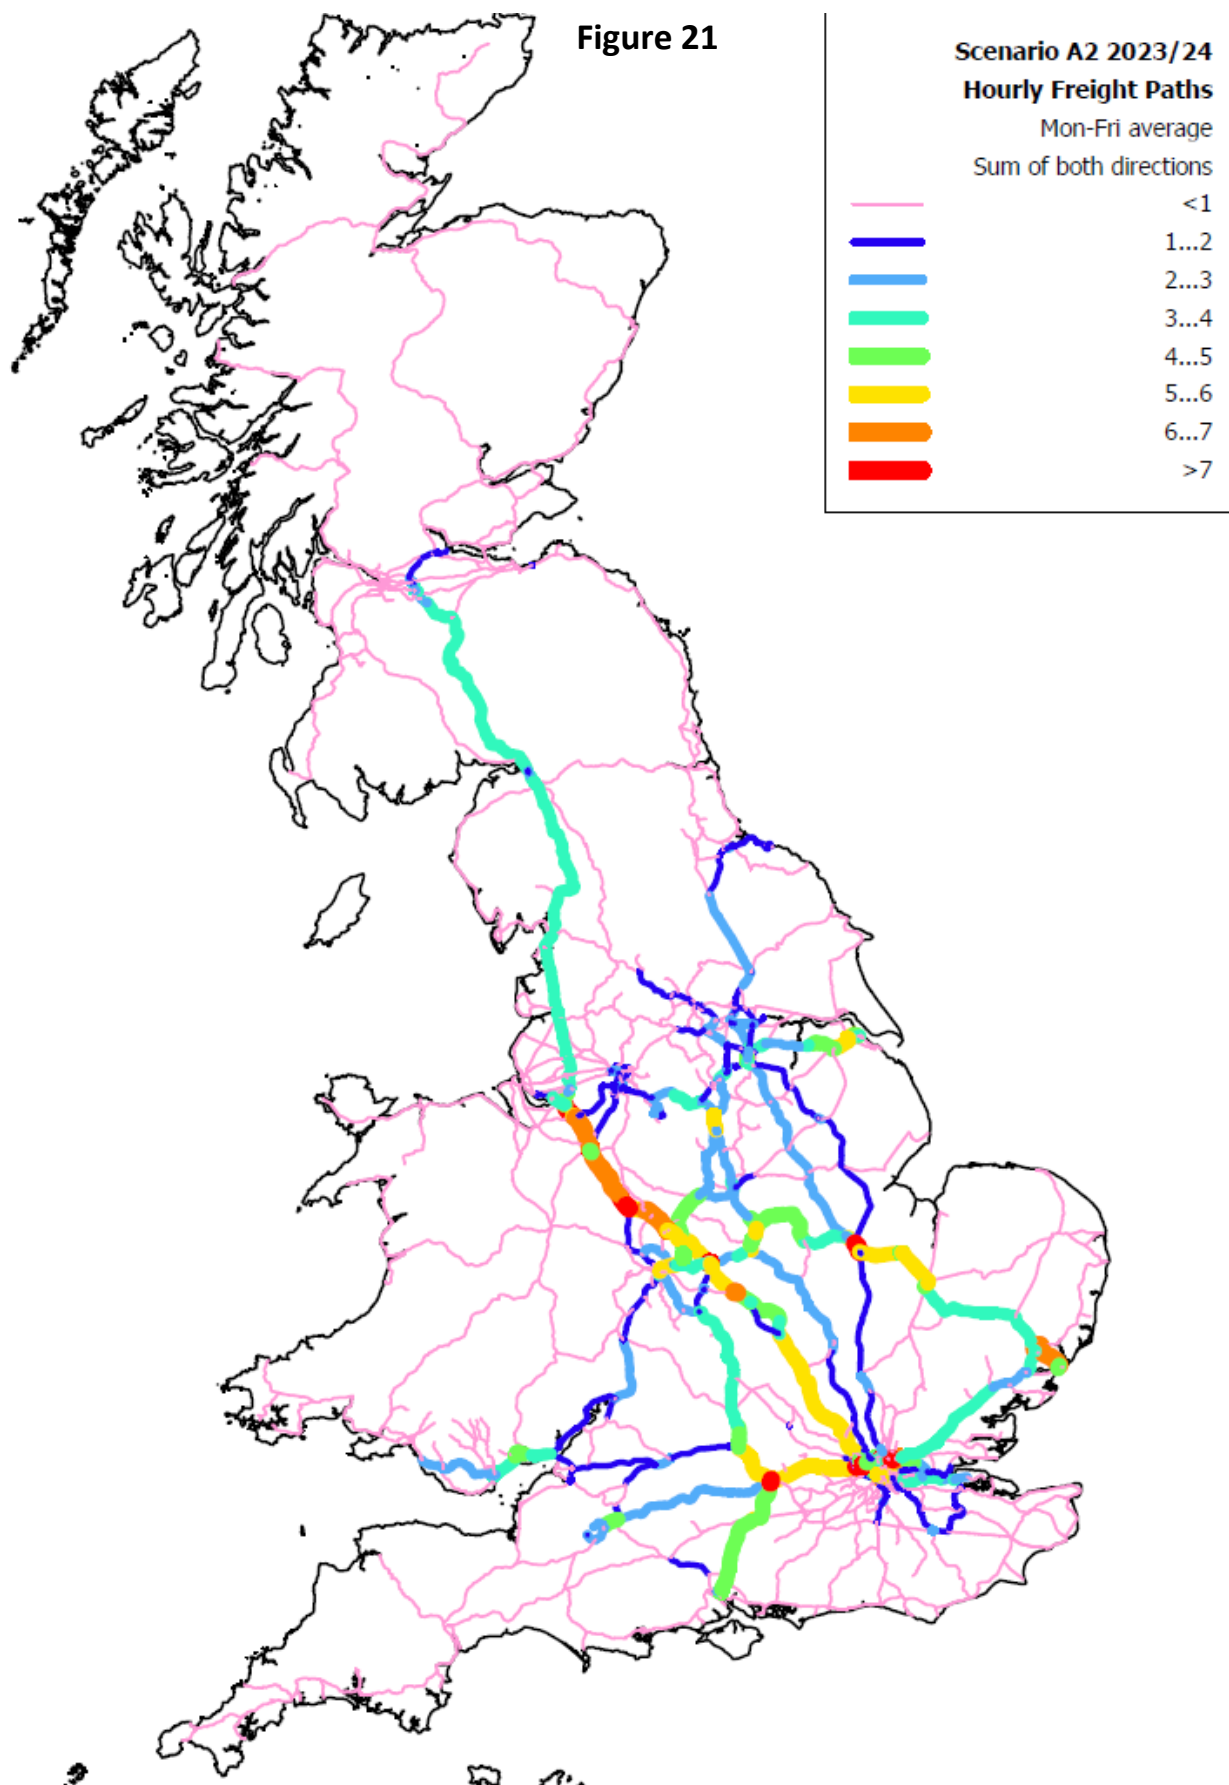 Figure 21
Scenario A2 2023/24
Hourly Freight Paths
Mon-Fri average
Sum of both directions
<1
1...2
2...3
3...4
4...5
5...6
6...7
>7